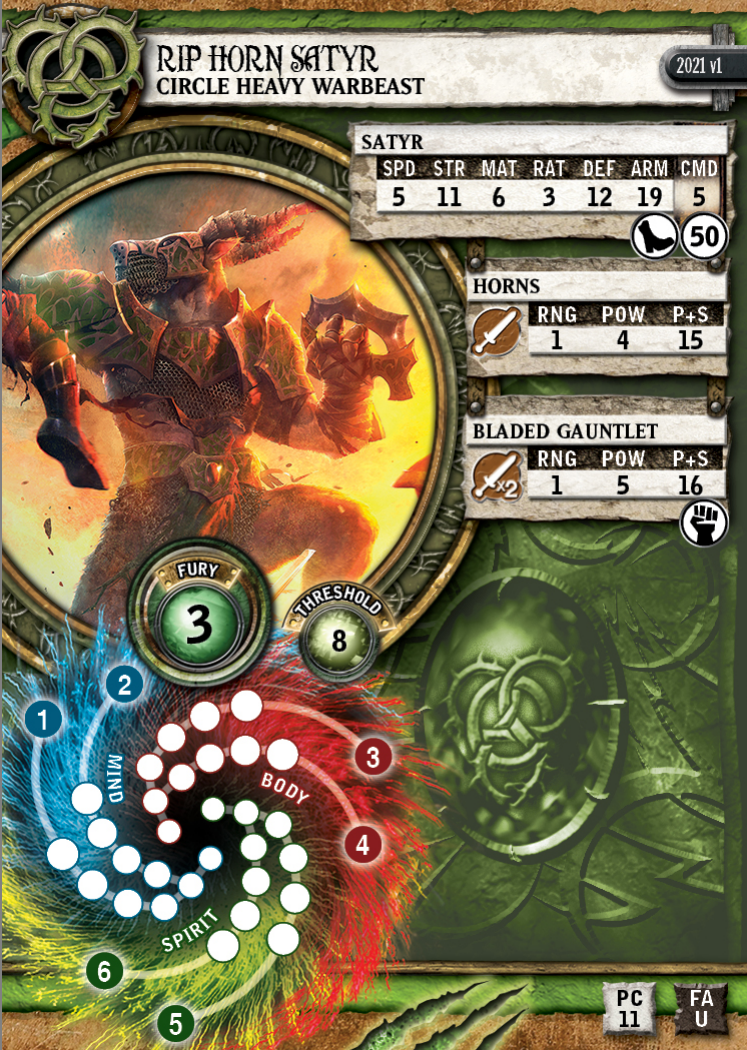 RIP HORN SATYR
CIRCLE HEAVY WARBEAST
2021 v1
SATYR
SPD STR MAT RAT DEF ARM CMD
5 11 6 3 12 19 5
50
HORNS
RNG POW P+S
1 4 15
BLADED GAUNTLET
RNG POW P+S
x2 1 5 16
FURY
3
THRESHOLD
8
1
2
MIND
3
BODY
4
SPIRIT
6
5
PC
11
FA
U